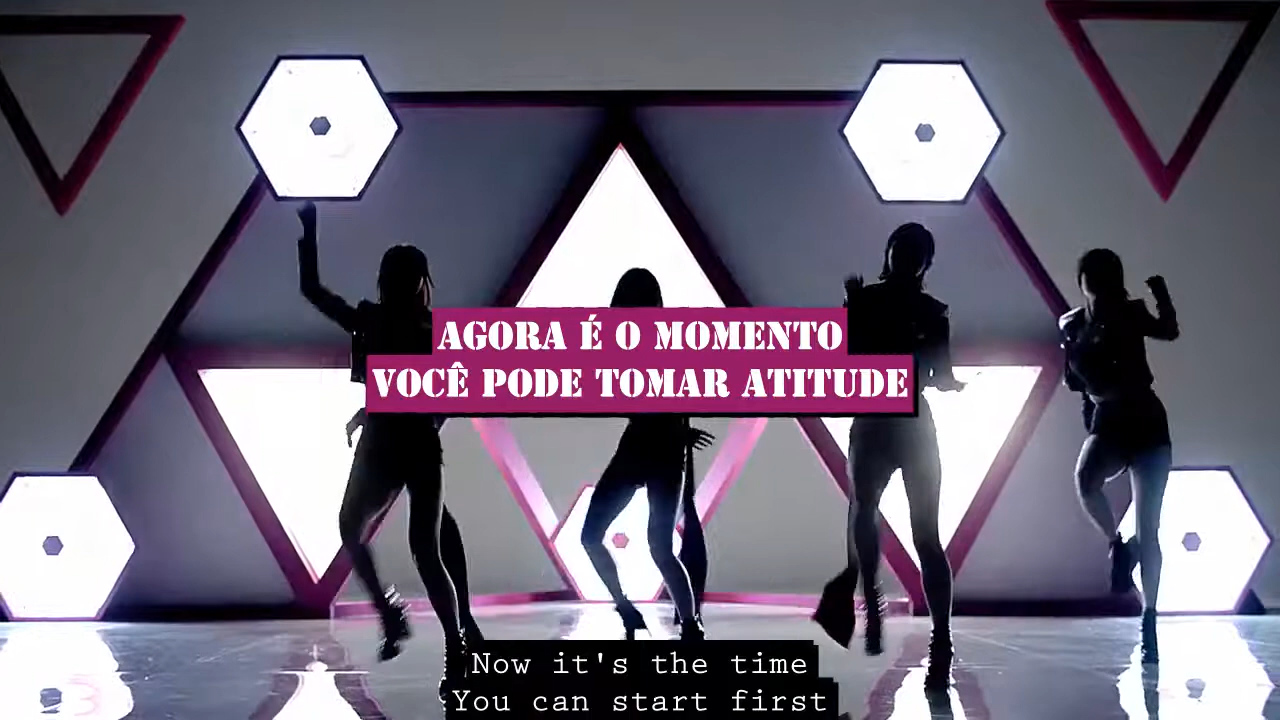 AGORA É O MOMENTO
VOCÊ PODE TOMAR ATITUDE
Now it's the time
You can start first